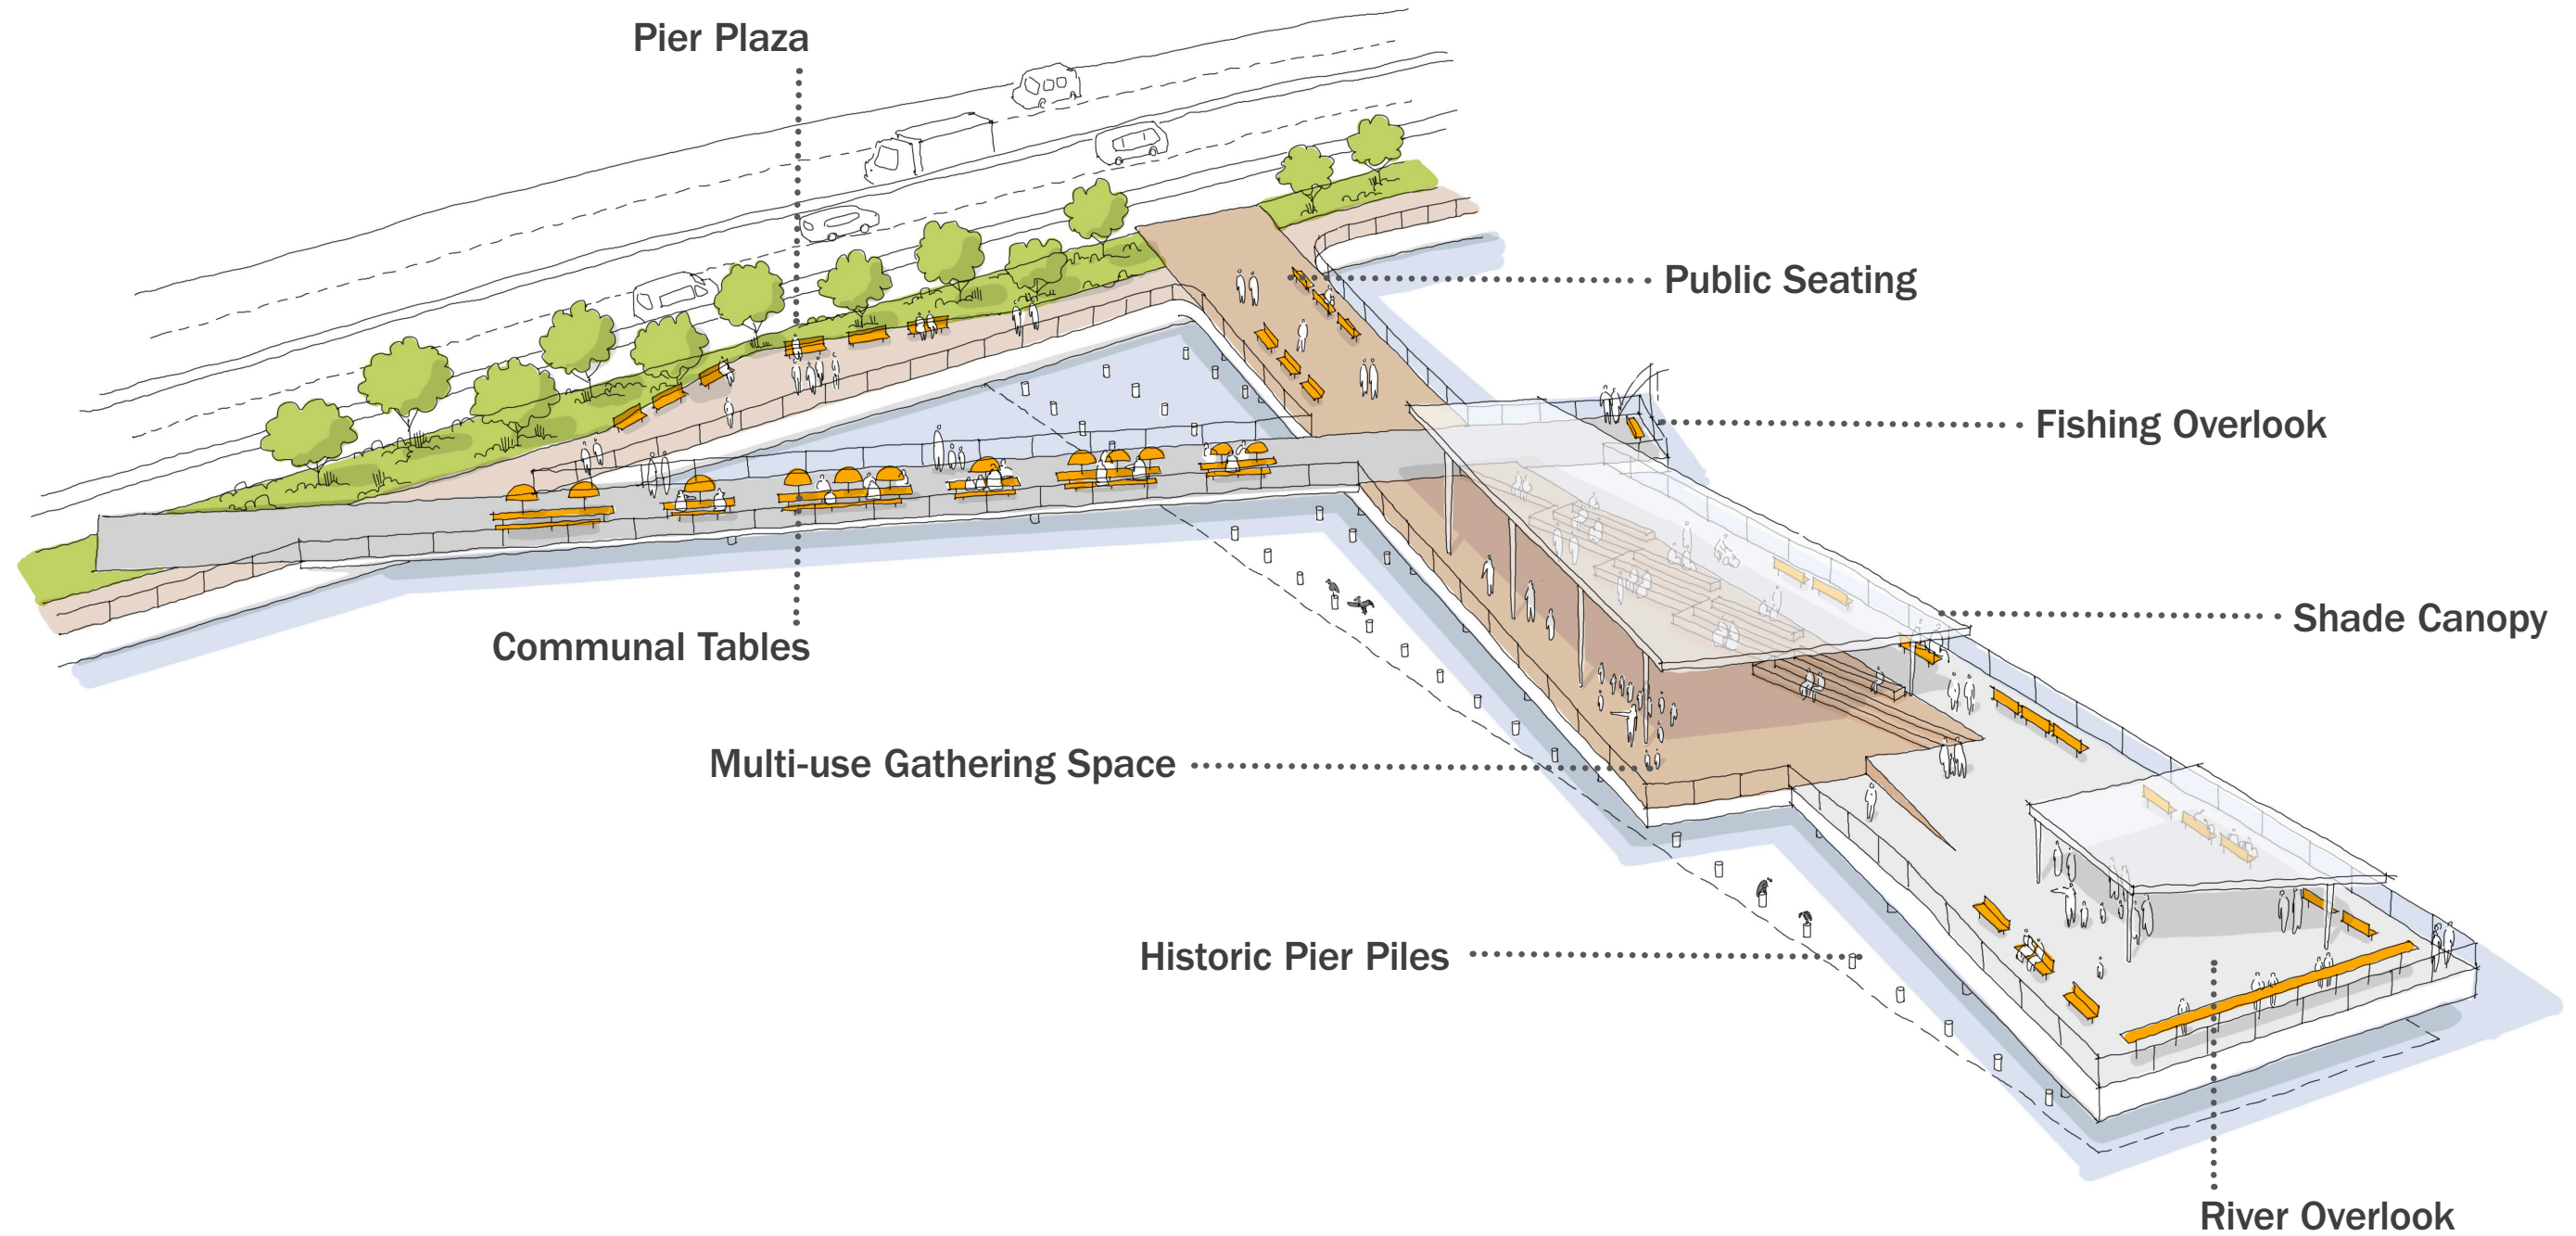 Pier Plaza
Public Seating
Fishing Overlook
Shade Canopy
Communal Tables
Multi-use Gathering Space
Historic Pier Piles
River Overlook